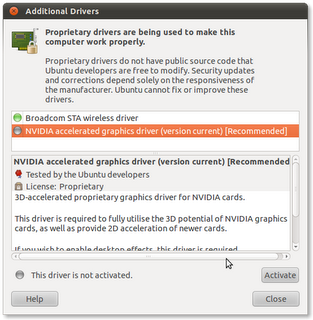 Additional Drivers
Proprietary drivers are being used to make this
computer work properly.
Proprietary drivers do not have public source code that
Ubuntu developers are free to modify. Security updates
and corrections depend solely on the responsiveness of
the manufacturer. Ubuntu cannot fix or improve these
drivers.
Broadcom STA wireless driver
NVIDIA accelerated graphics driver (version current) [Recommended]
NVIDIA accelerated graphics driver (version current) [Recommended
Tested by the Ubuntu developers
License: Proprietary
3D-accelerated proprietary graphics driver for NVIDIA cards.
This driver is required to fully utilise the 3D potential of NVIDIA graphics
cards, as well as provide 2D acceleration of newer cards.
If you wish to enable desktop effects, this driver is required
This driver is not activated.
Activate
Help
Close